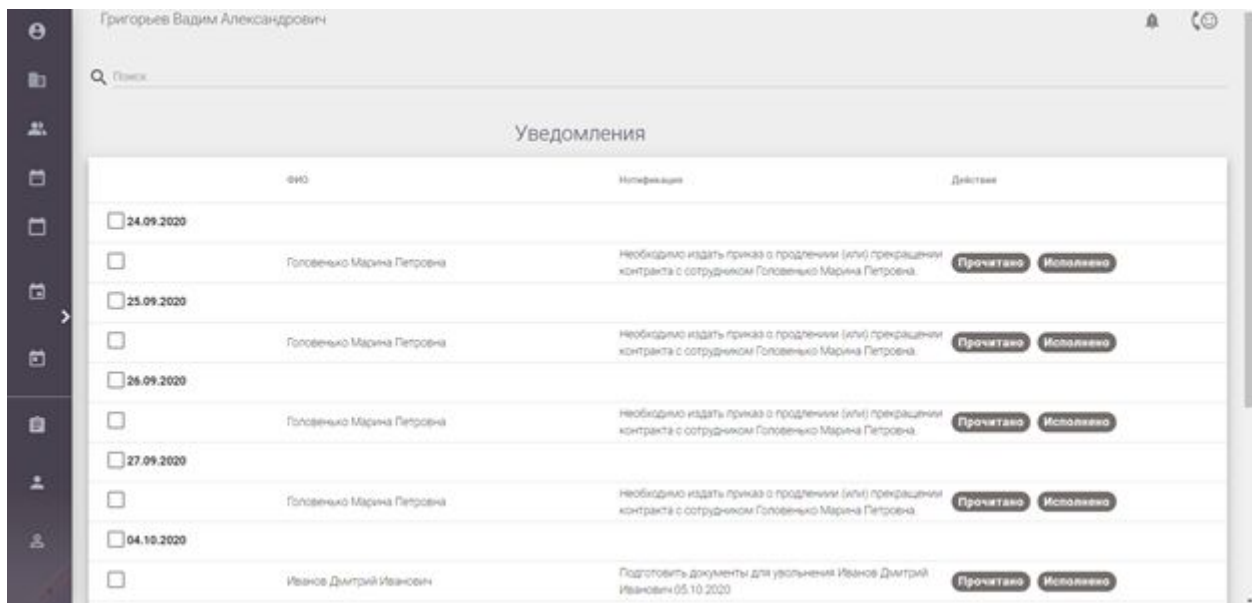 Григорьев Вадим Александрович
Поиск
Уведомления
ФИО Нотификация Действия
24.09.2020
Головенько Марина Петровна
Необходимо издать приказ о продлении (или) прекращении
контракта с сотрудником Головенько Марина Петровна.
Прочитано Исполнено
25.09.2020
Головенько Марина Петровна
Необходимо издать приказ о продлении (или) прекращении
контракта с сотрудником Головенько Марина Петровна.
Прочитано Исполнено
26.09.2020
Головенько Марина Петровна
Необходимо издать приказ о продлении (или) прекращении
контракта с сотрудником Головенько Марина Петровна.
Прочитано Исполнено
27.09.2020
Головенько Марина Петровна
Необходимо издать приказ о продлении (или) прекращении
контракта с сотрудником Головенько Марина Петровна.
Прочитано Исполнено
04.10.2020
Иванов Дмитрий Иванович
Подготовить документы для увольнения Иванов Дмитрий
Иванович 05.10.2020
Прочитано Исполнено